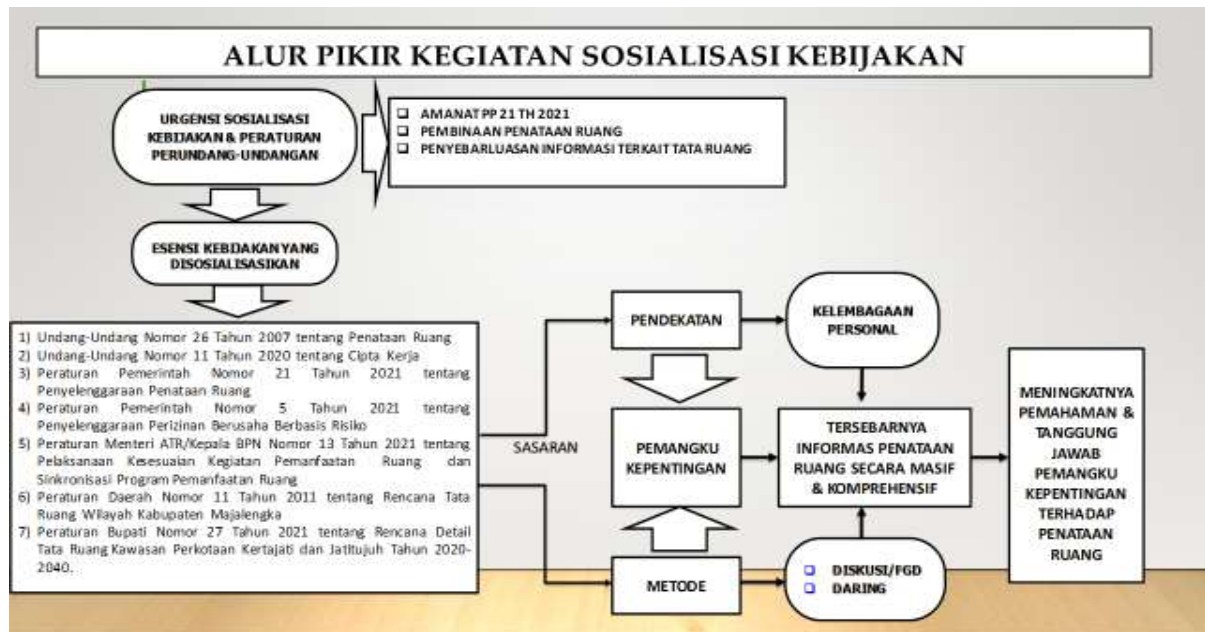 ALUR PIKIR KEGIATAN SOSIALISASI KEBIJAKAN
URGENSI SOSIALISASI
KEBIJAKAN & PERATURAN
PERUNDANG-UNDANGAN
AMANAT PP 21 TH 2021
PEMBINAAN PENATAAN RUANG
PENYEBARLUASAN INFORMASI TERKAIT TATA RUANG
ESENSI KEBIJAKAN YANG
DISOSIALISASIKAN
1) Undang-Undang Nomor 26 Tahun 2007 tentang Penataan Ruang
2) Undang-Undang Nomor 11 Tahun 2020 tentang Cipta Kerja
3) Peraturan Pemerintah Nomor 21 Tahun 2021 tentang
Penyelenggaraan Penataan Ruang
4) Peraturan Pemerintah Nomor 5 Tahun 2021 tentang
Penyelenggaraan Perizinan Berusaha Berbasis Risiko
5) Peraturan Menteri ATR/Kepala BPN Nomor 13 Tahun 2021 tentang
Pelaksanaan Kesesuaian Kegiatan Pemanfaatan Ruang dan
Sinkronisasi Program Pemanfaatan Ruang
6) Peraturan Daerah Nomor 11 Tahun 2011 tentang Rencana Tata
Ruang Wilayah Kabupaten Majalengka
7) Peraturan Bupati Nomor 27 Tahun 2021 tentang Rencana Detail
Tata Ruang Kawasan Perkotaan Kertajati dan Jatitujuh Tahun 2020-
2040.
SASARAN
PENDEKATAN
KELEMBAGAAN
PERSONAL
PEMANGKU
KEPENTINGAN
TERSEBARNYA
INFORMAS PENATAAN
RUANG SECARA MASIF
& KOMPREHENSIF
METODE
DISKUSI/FGD
DARING
MENINGKATNYA
PEMAHAMAN &
TANGGUNG
JAWAB
PEMANGKU
KEPENTINGAN
TERHADAP
PENATAAN
RUANG